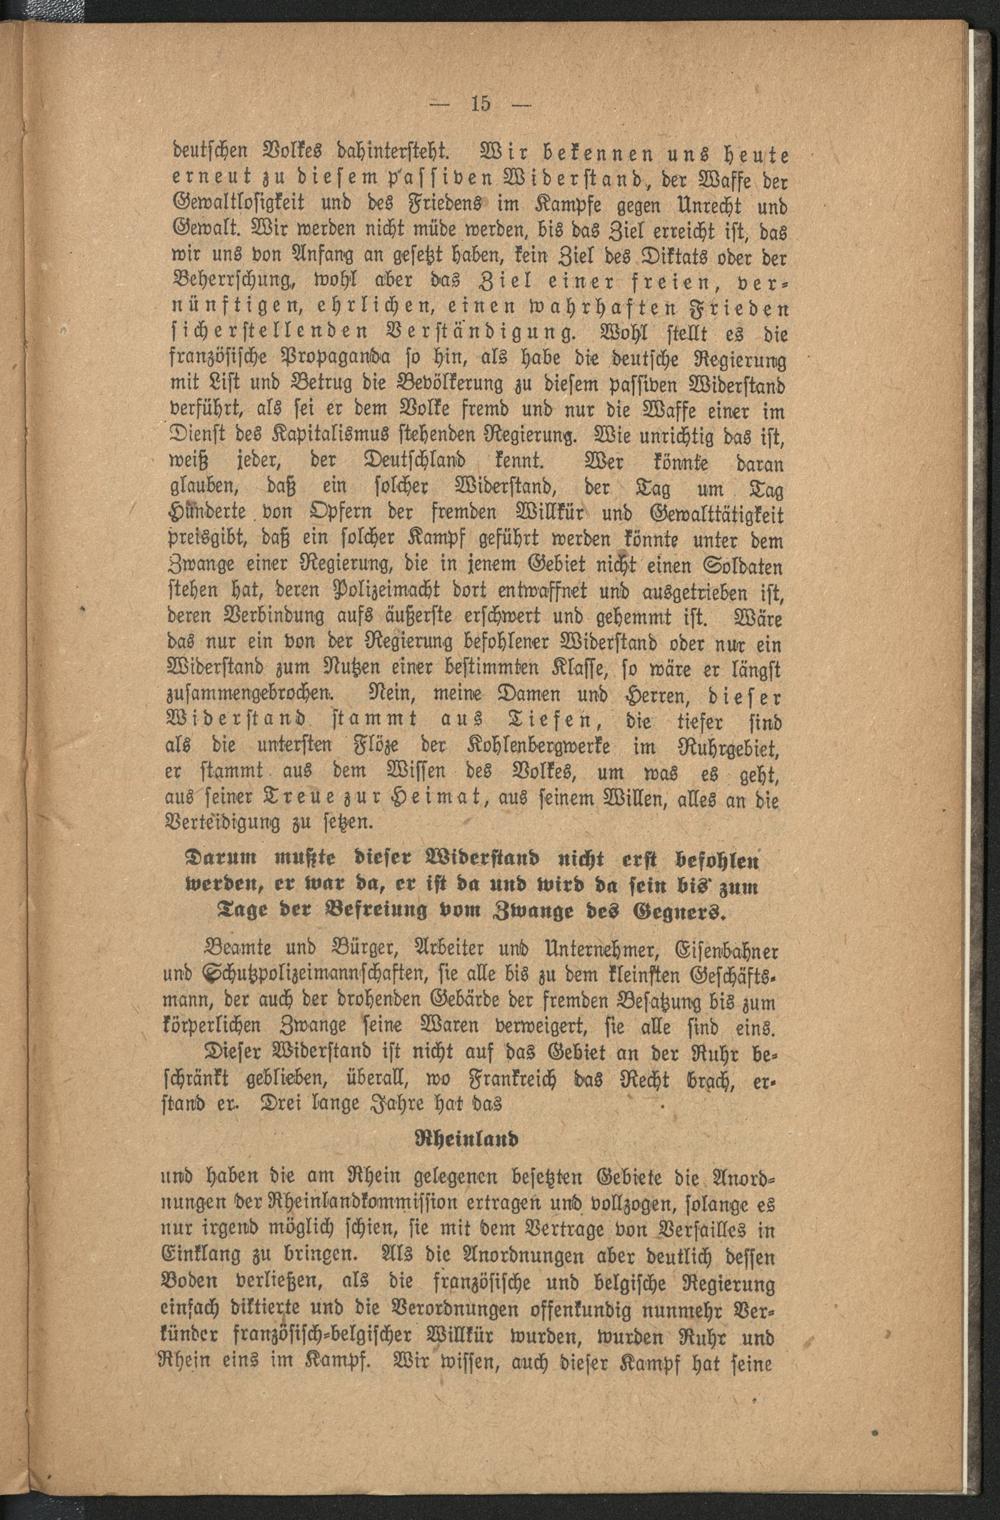 — 15 —
deutschen Volkes dahintersteht. Wir bekennen uns heute
erneut zu diesem passiven Widerstand, der Waffe der
Gewaltlosigkeit und des Friedens im Kampfe gegen Unrecht und
Gewalt. Wir werden nicht müde werden, bis das Ziel erreicht ist, das
wir uns von Anfang an gesetzt haben, kein Ziel des Diktats oder der
Beherrschung, wohl aber das Ziel einer freien, ver-
nünftigen, ehrlichen, einen wahrhaften Frieden
sicherstellenden Verständigung. Wohl stellt es die
französische Propaganda so hin, als habe die deutsche Regierung
mit List und Betrug die Bevölkerung zu diesem passiven Widerstand
verführt, als sei er dem Volke fremd und nur die Waffe einer im
Dienst des Kapitalismus stehenden Regierung. Wie unrichtig das ist,
weiß jeder, der Deutschland kennt. Wer könnte daran
glauben, daß ein solcher Widerstand, der Tag um Tag
Hunderte von Opfern der fremden Willkür und Gewalttätigkeit
preisgibt, daß ein solcher Kampf geführt werden könnte unter dem
Zwange einer Regierung, die in jenem Gebiet nicht einen Soldaten
stehen hat, deren Polizeimacht dort entwaffnet und ausgetrieben ist,
deren Verbindung aufs äußerste erschwert und gehemmt ist. Wäre
das nur ein von der Regierung befohlener Widerstand oder nur ein
Widerstand zum Nutzen einer bestimmten Klasse, so wäre er längst
zusammengebrochen. Nein, meine Damen und Herren, dieser
Widerstand stammt aus Tiefen, die tiefer sind
als die untersten Flöze der Kohlenbergwerke im Ruhrgebiet,
er stammt aus dem Wissen des Volkes, um was es geht,
aus seiner Treue zur Heimat, aus seinem Willen, alles an die
Verteidigung zu setzen.
Darum mußte dieser Widerstand nicht erst befohlen
werden, er war da, er ist da und wird da sein bis zum
Tage der Befreiung vom Zwange des Gegners.
Beamte und Bürger, Arbeiter und Unternehmer, Eisenbahner
und Schutzpolizeimannschaften, sie alle bis zu dem kleinsten Geschäfts-
mann, der auch der drohenden Gebärde der fremden Besatzung bis zum
körperlichen Zwange seine Waren verweigert, sie alle sind eins.
Dieser Widerstand ist nicht auf das Gebiet an der Ruhr be-
schränkt geblieben, überall, wo Frankreich das Recht brach, er-
stand er. Drei lange Jahre hat das
Rheinland
und haben die am Rhein gelegenen besetzten Gebiete die Anord-
nungen der Rheinlandkommission ertragen und vollzogen, solange es
nur irgend möglich schien, sie mit dem Vertrage von Versailles in
Einklang zu bringen. Als die Anordnungen aber deutlich dessen
Boden verließen, als die französische und belgische Regierung
einfach diktierte und die Verordnungen offenkundig nunmehr Ver-
künder französisch-belgischer Willkür wurden, wurden Ruhr und
Rhein eins im Kampf. Wir wissen, auch dieser Kampf hat seine